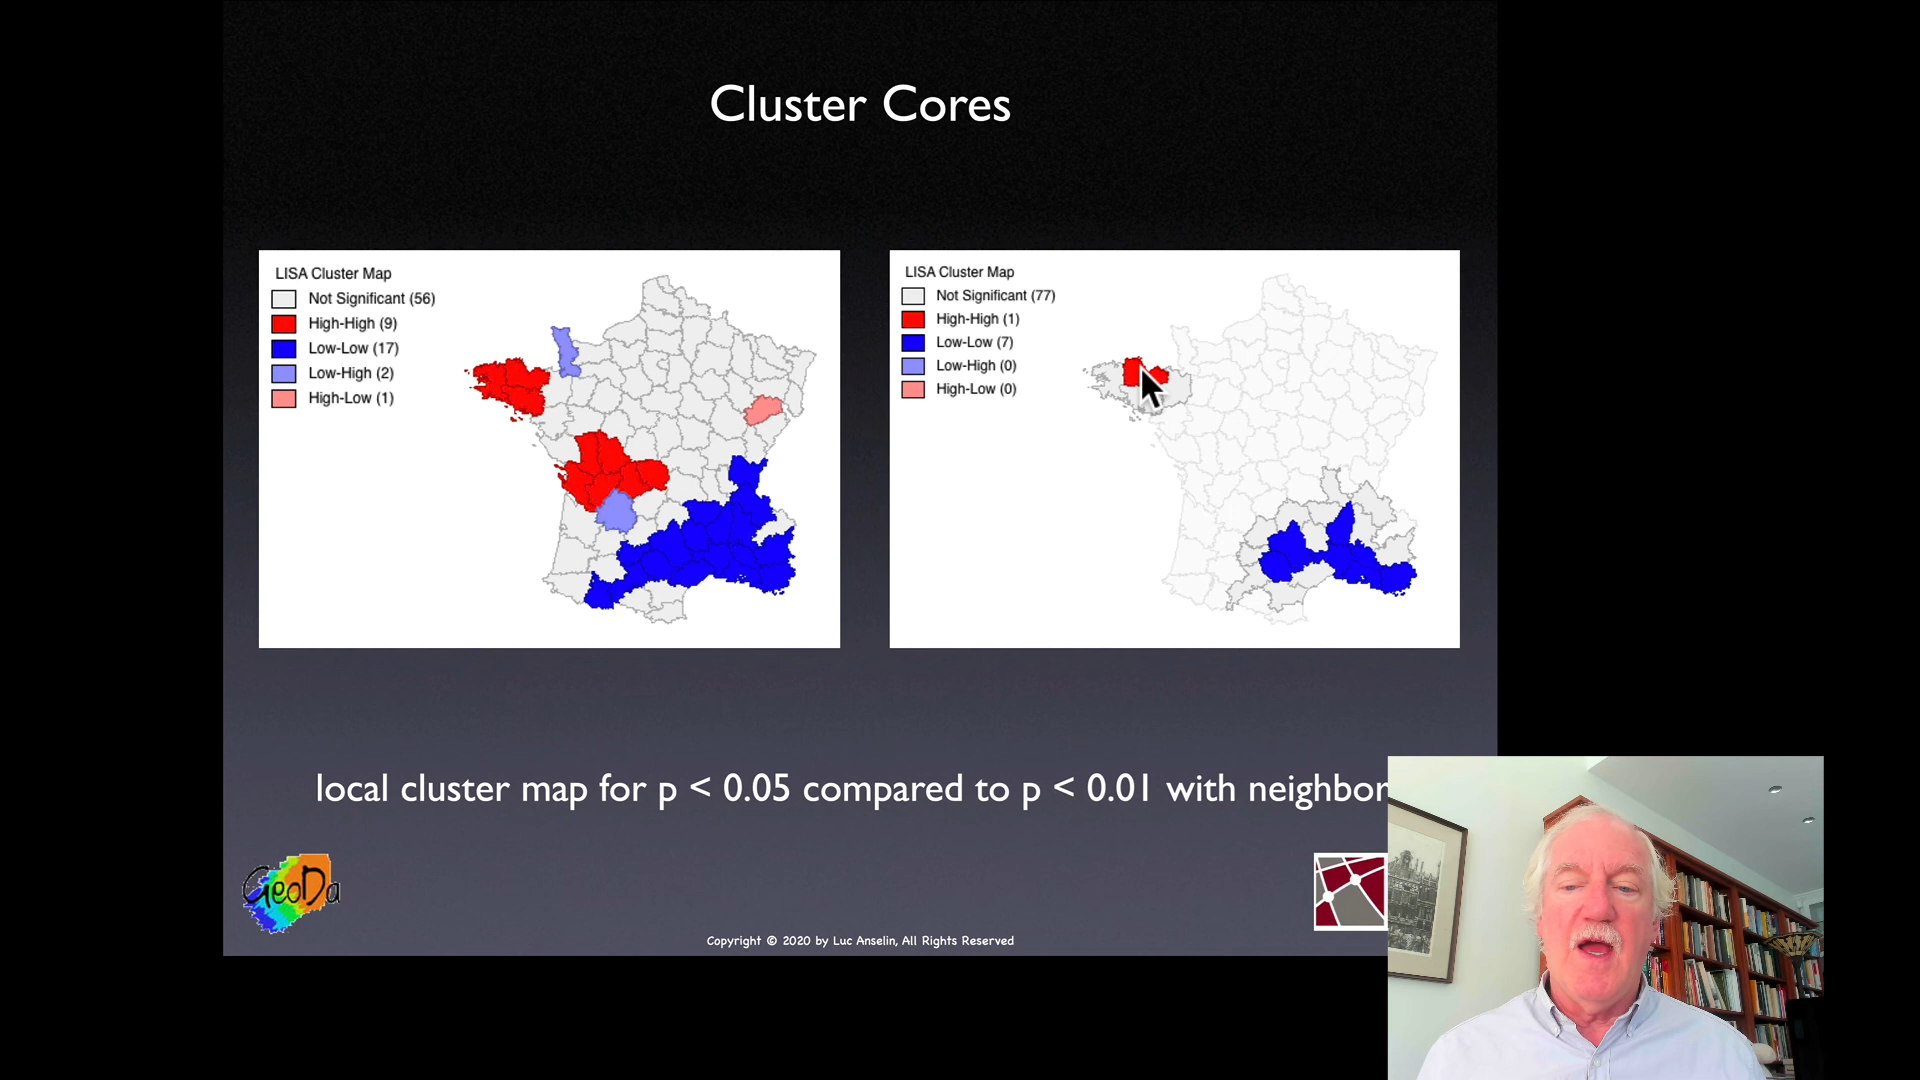 Cluster Cores
LISA Cluster Map
Not Significant (56)
High-High (9)
Low-Low (17)
Low-High (2)
High-Low (1)
LISA Cluster Map
Not Significant (77)
High-High (1)
Low-Low (7)
Low-High (0)
High-Low (0)
local cluster map for p < 0.05 compared to p < 0.01 with neighbor
GeoDa
Copyright © 2020 by Luc Anselin, All Rights Reserved